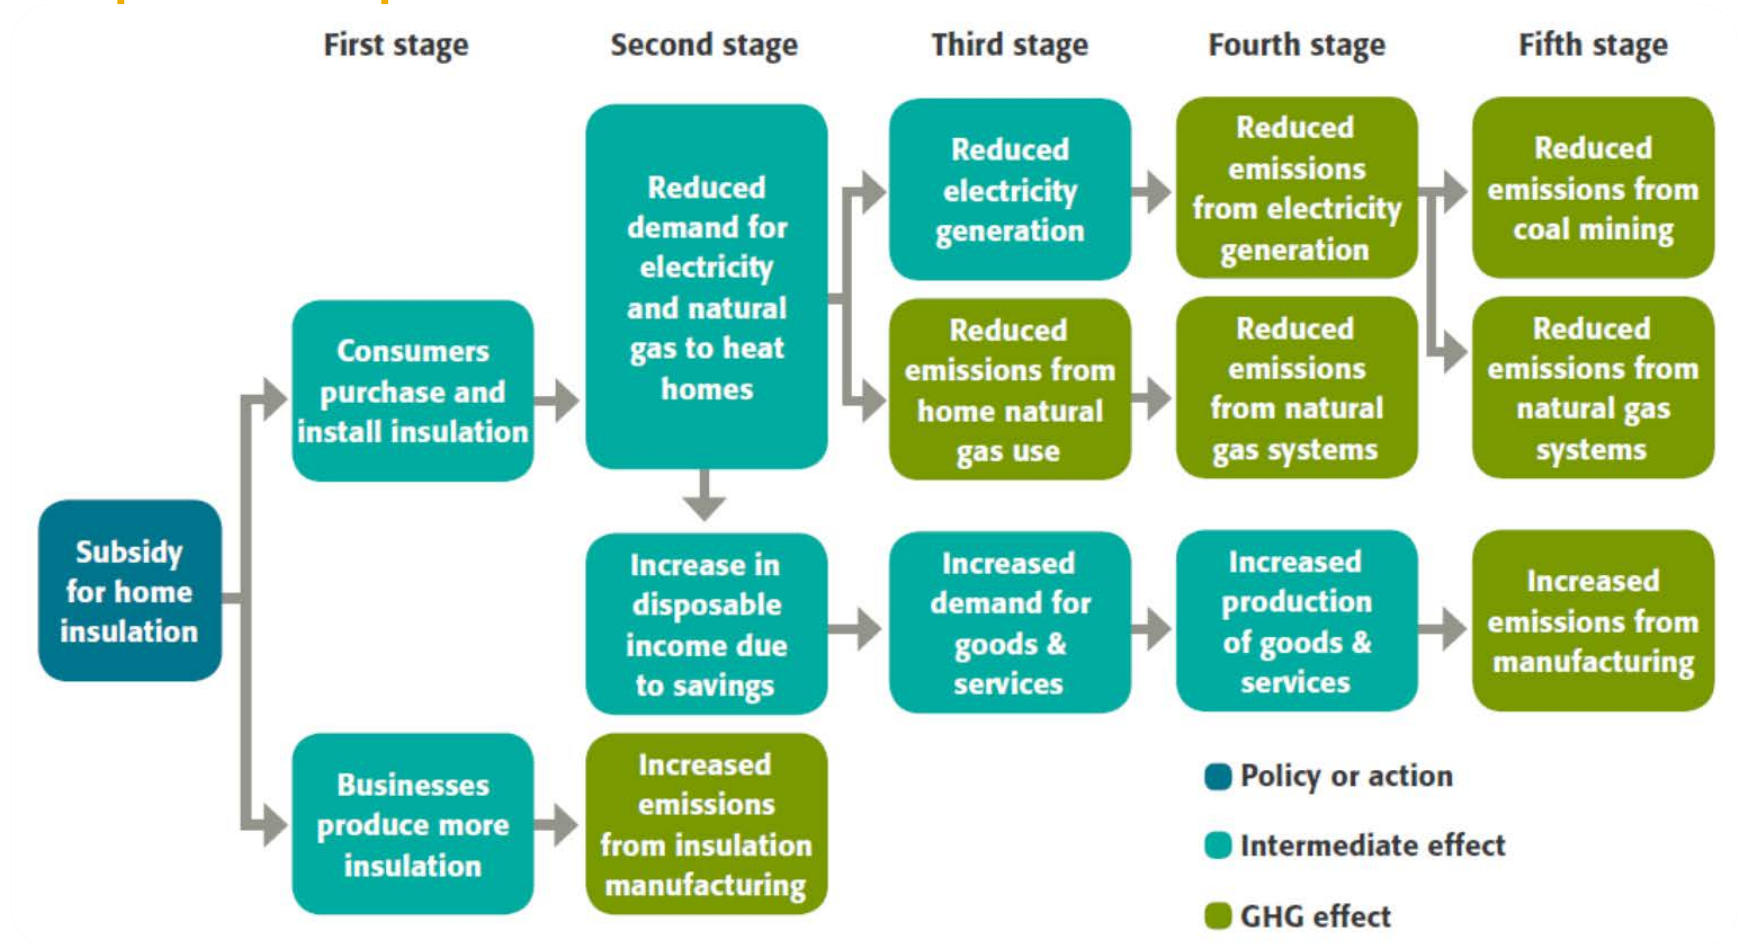 First stage
Second stage
Third stage
Fourth stage
Fifth stage
Subsidy
for home
insulation
Consumers
purchase and
install insulation
Businesses
produce more
insulation
Reduced
demand for
electricity
and natural
gas to heat
homes
Increase in
disposable
income due
to savings
Increased
emissions
from insulation
manufacturing
Reduced
electricity
generation
Reduced
emissions from
home natural
gas use
Increased
demand for
goods &
services
Reduced
emissions
from electricity
generation
Reduced
emissions
from natural
gas systems
Increased
production
of goods &
services
Reduced
emissions from
coal mining
Reduced
emissions from
natural gas
systems
Increased
emissions from
manufacturing
Policy or action
Intermediate effect
GHG effect